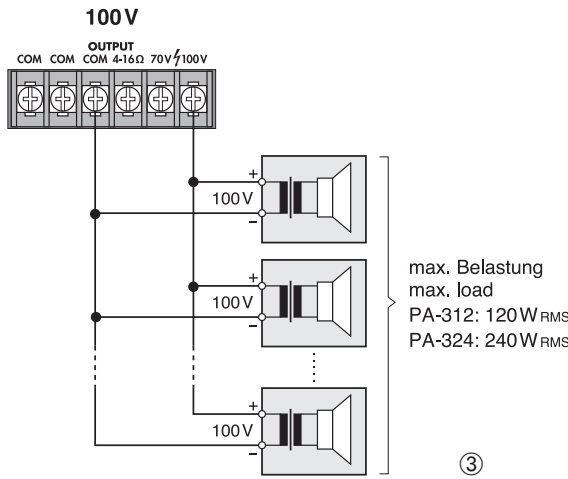 100 V
OUTPUT
COM COM COM 4-16 Ω 70V 100V
+
100 V
–
+
100 V
–
max. Belastung
max. load
PA-312: 120 W RMS
PA-324: 240 W RMS
+
100 V
–
③